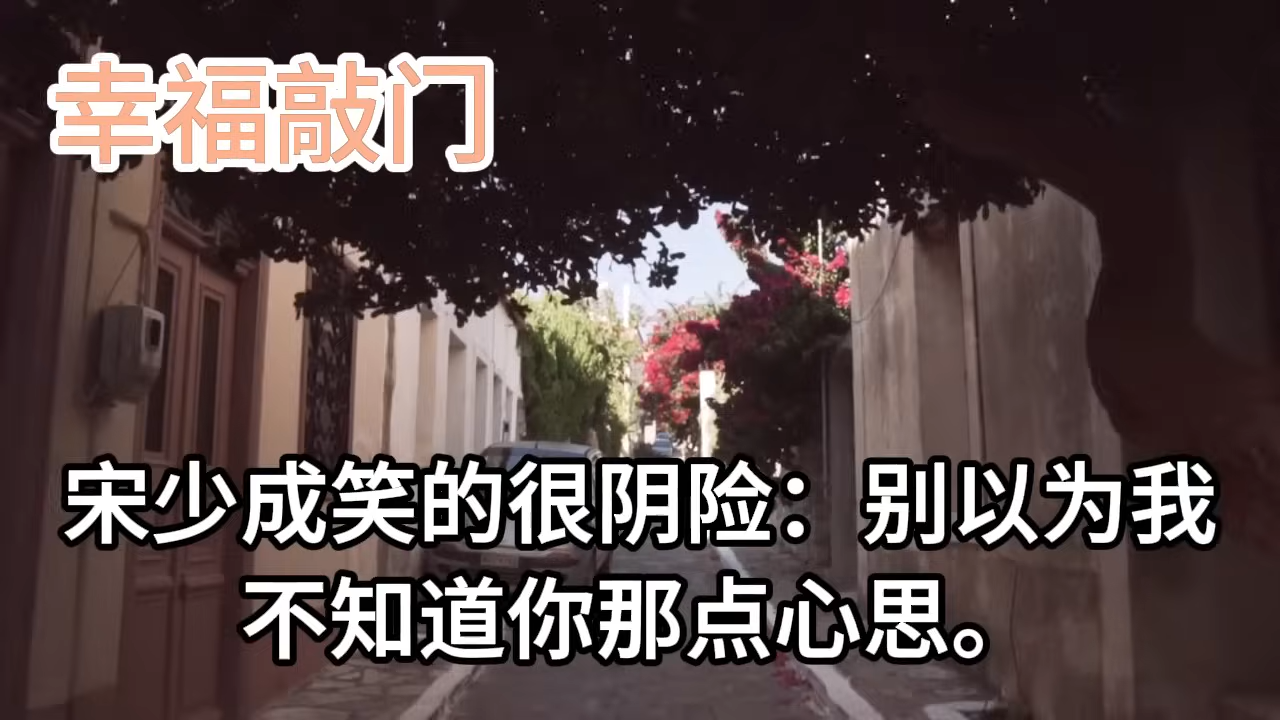 幸福敲门
宋少成笑的很阴险：别以为我
不知道你那点心思。